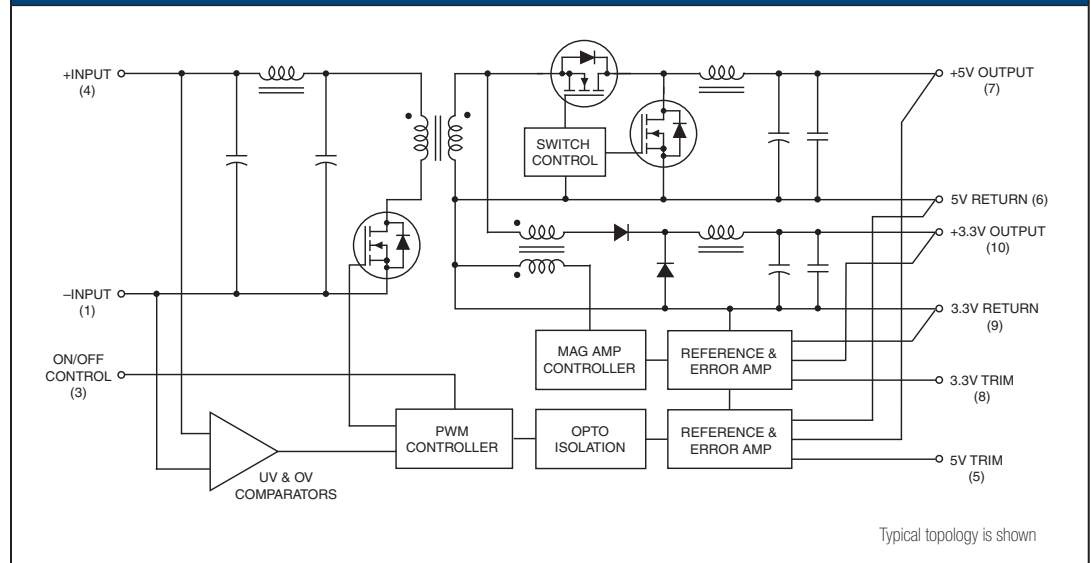 +INPUT
(4)
+5V OUTPUT
(7)
SWITCH
CONTROL
5V RETURN (6)
+3.3V OUTPUT
(10)
–INPUT
(1)
3.3V RETURN
(9)
MAG AMP
CONTROLLER
REFERENCE &
ERROR AMP
ON/OFF
CONTROL
(3)
3.3V TRIM
(8)
PWM
CONTROLLER
OPTO
ISOLATION
REFERENCE &
ERROR AMP
5V TRIM
(5)
UV & OV
COMPARATORS
Typical topology is shown